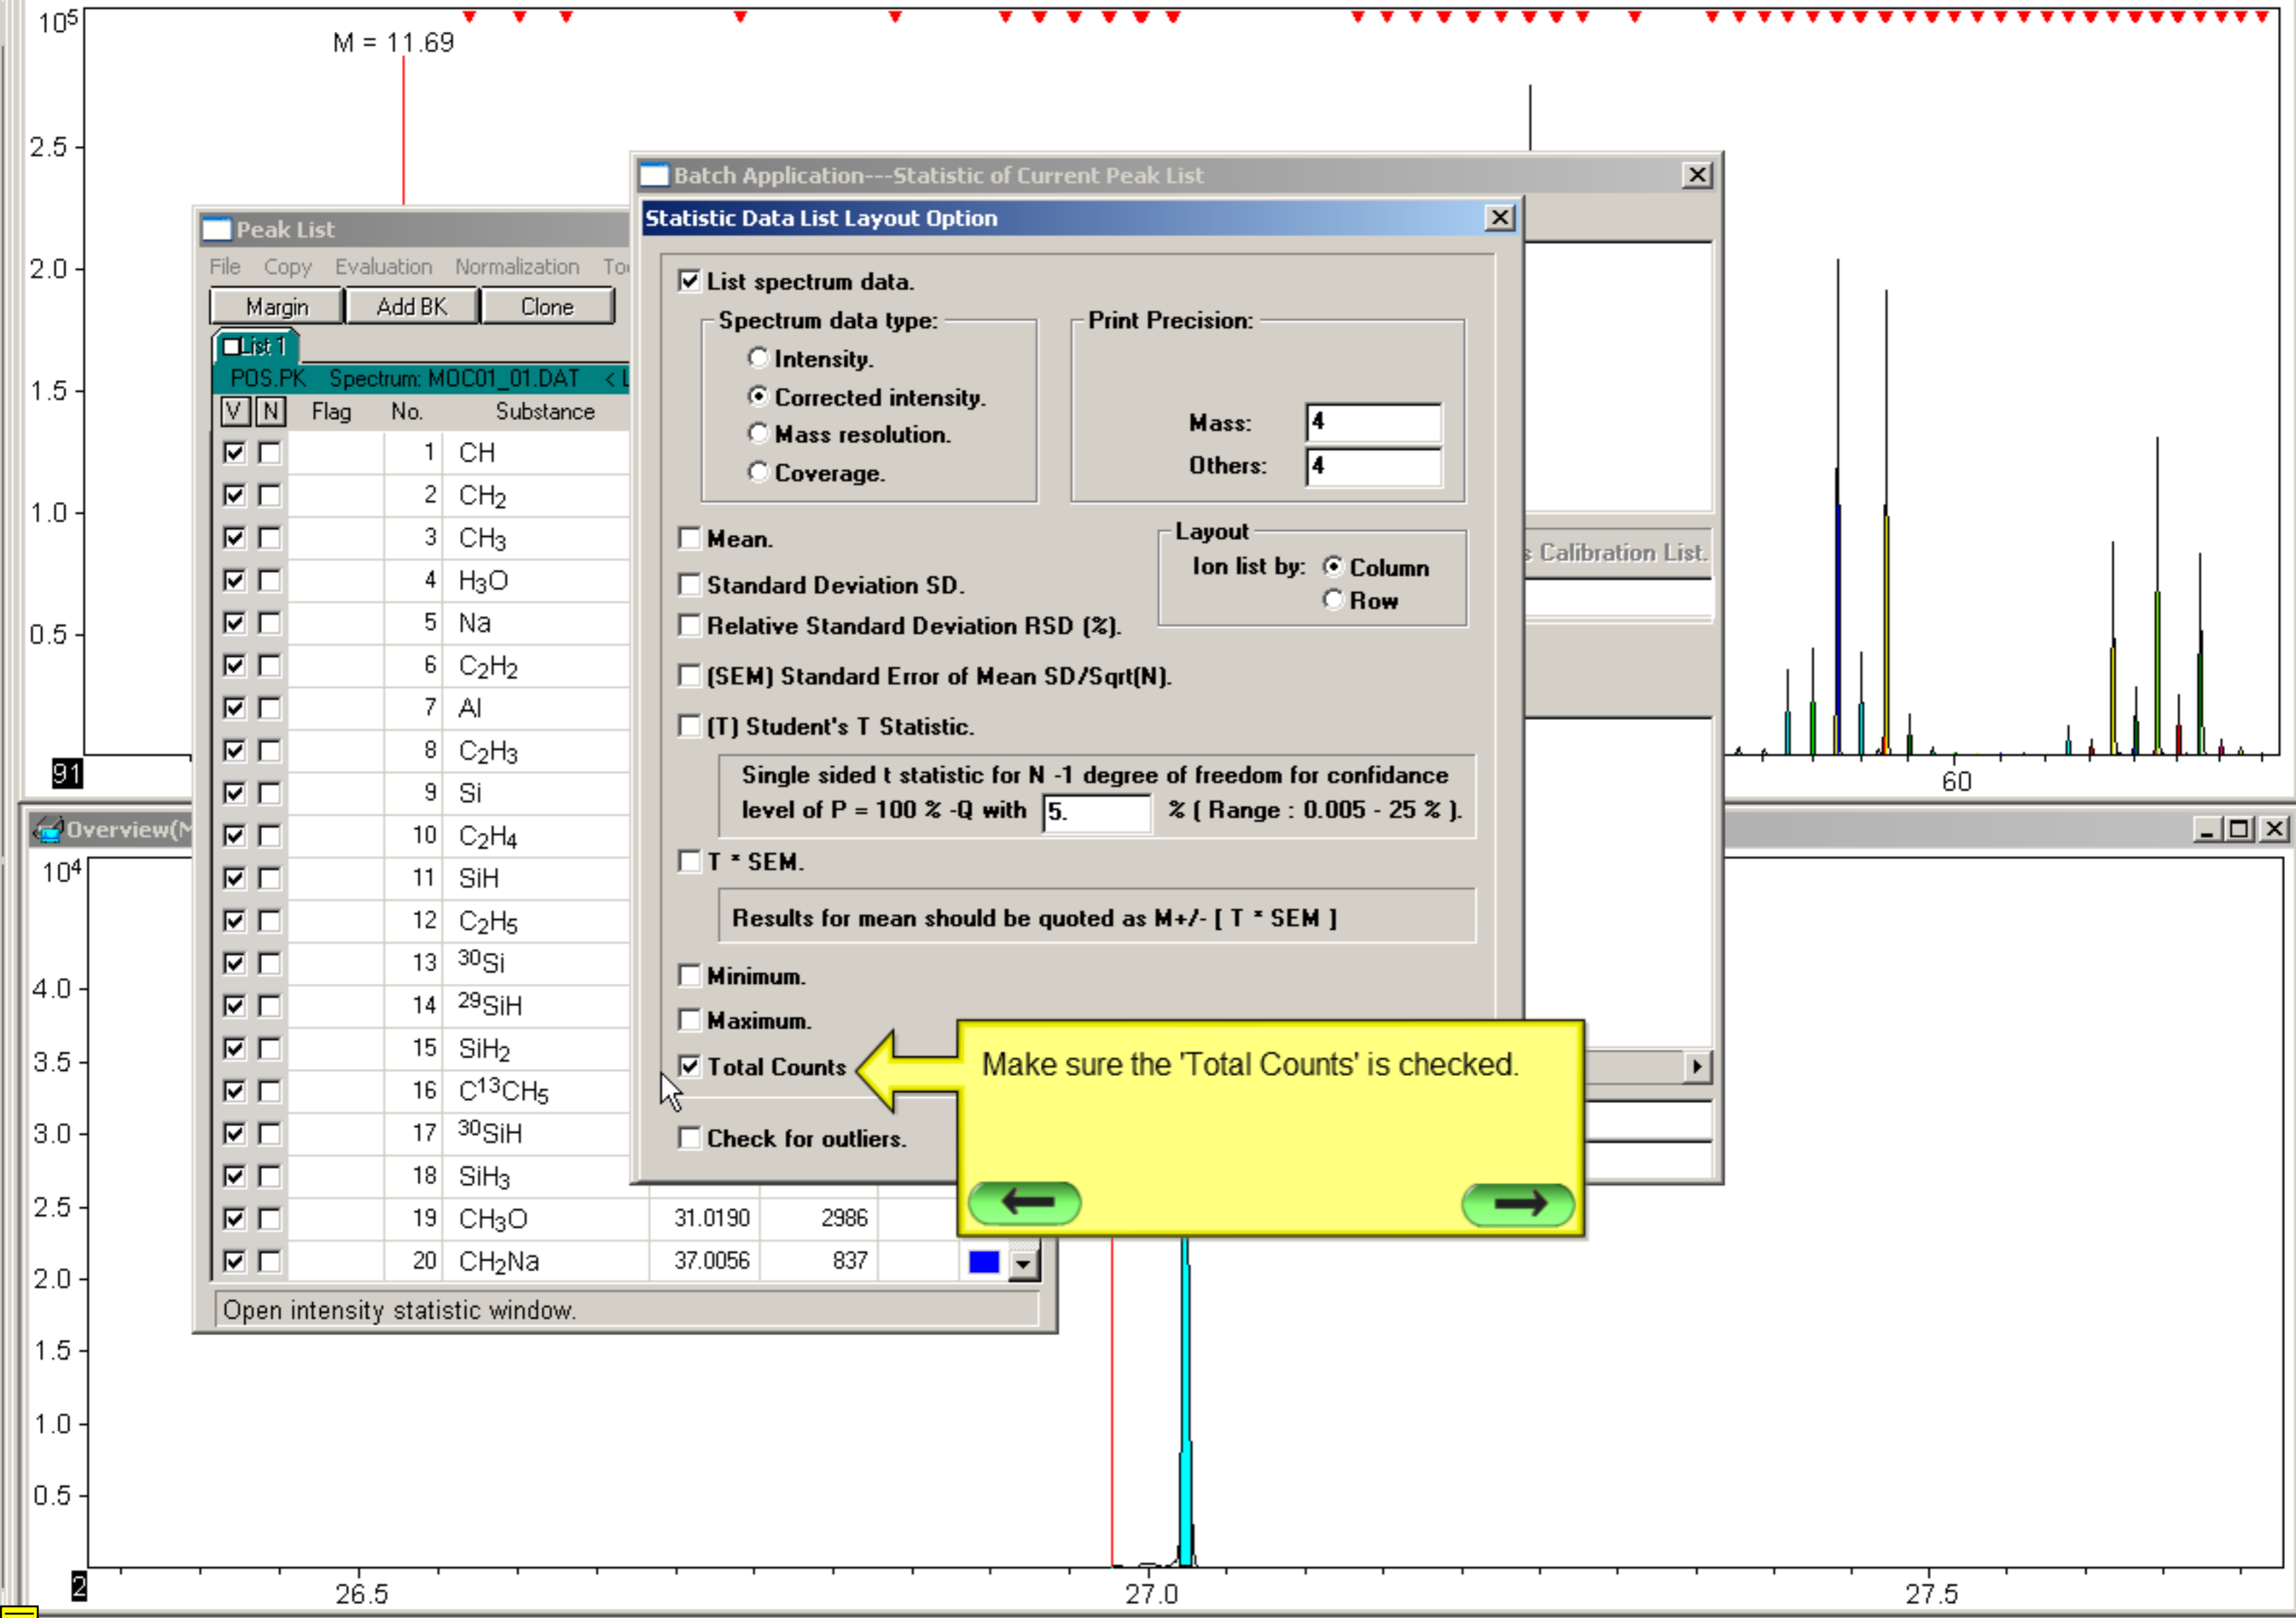 10⁵
M = 11.69
2.5
2.0
1.5
1.0
0.5
91
60
Peak List
File Copy Evaluation Normalization
Margin Add BK Clone
List 1
POS.PK Spectrum: MOC01_01.DAT <
V N Flag No. Substance
1 CH
2 CH₂
3 CH₃
4 H₃O
5 Na
6 C₂H₂
7 Al
8 C₂H₃
9 Si
10 C₂H₄
11 SiH
12 C₂H₅
13 ³⁰Si
14 ²⁹SiH
15 SiH₂
16 C¹³CH₅
17 ³⁰SiH
18 SiH₃
19 CH₃O 31.0190 2986
20 CH₂Na 37.0056 837
Open intensity statistic window.
Batch Application---Statistic of Current Peak List
Statistic Data List Layout Option
List spectrum data.
Spectrum data type:
Intensity.
Corrected intensity.
Mass resolution.
Coverage.
Print Precision:
Mass: 4
Others: 4
Mean.
Standard Deviation SD.
Relative Standard Deviation RSD (%).
Layout
Ion list by: Column
Row
(SEM) Standard Error of Mean SD/Sqrt(N).
(T) Student's T Statistic.
Single sided t statistic for N -1 degree of freedom for confidance
level of P = 100 % -Q with 5. % ( Range : 0.005 - 25 % ).
T * SEM.
Results for mean should be quoted as M+/- [ T * SEM ]
Minimum.
Maximum.
Total Counts
Check for outliers.
Calibration List.
Make sure the 'Total Counts' is checked.
Overview(M
10⁴
4.0
3.5
3.0
2.5
2.0
1.5
1.0
0.5
2
26.5 27.0 27.5